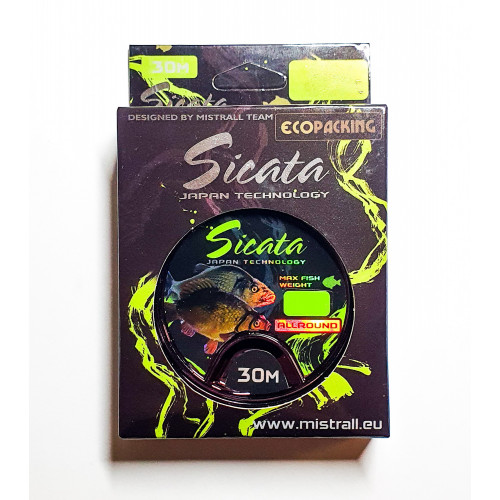 30M
Sicata
DESIGNED BY MISTRALL TEAM
ECOPACKING
Sicata
JAPAN TECHNOLOGY
Sicata
JAPAN TECHNOLOGY
MAX FISH
WEIGHT
ALLROUND
30M
www.mistrall.eu